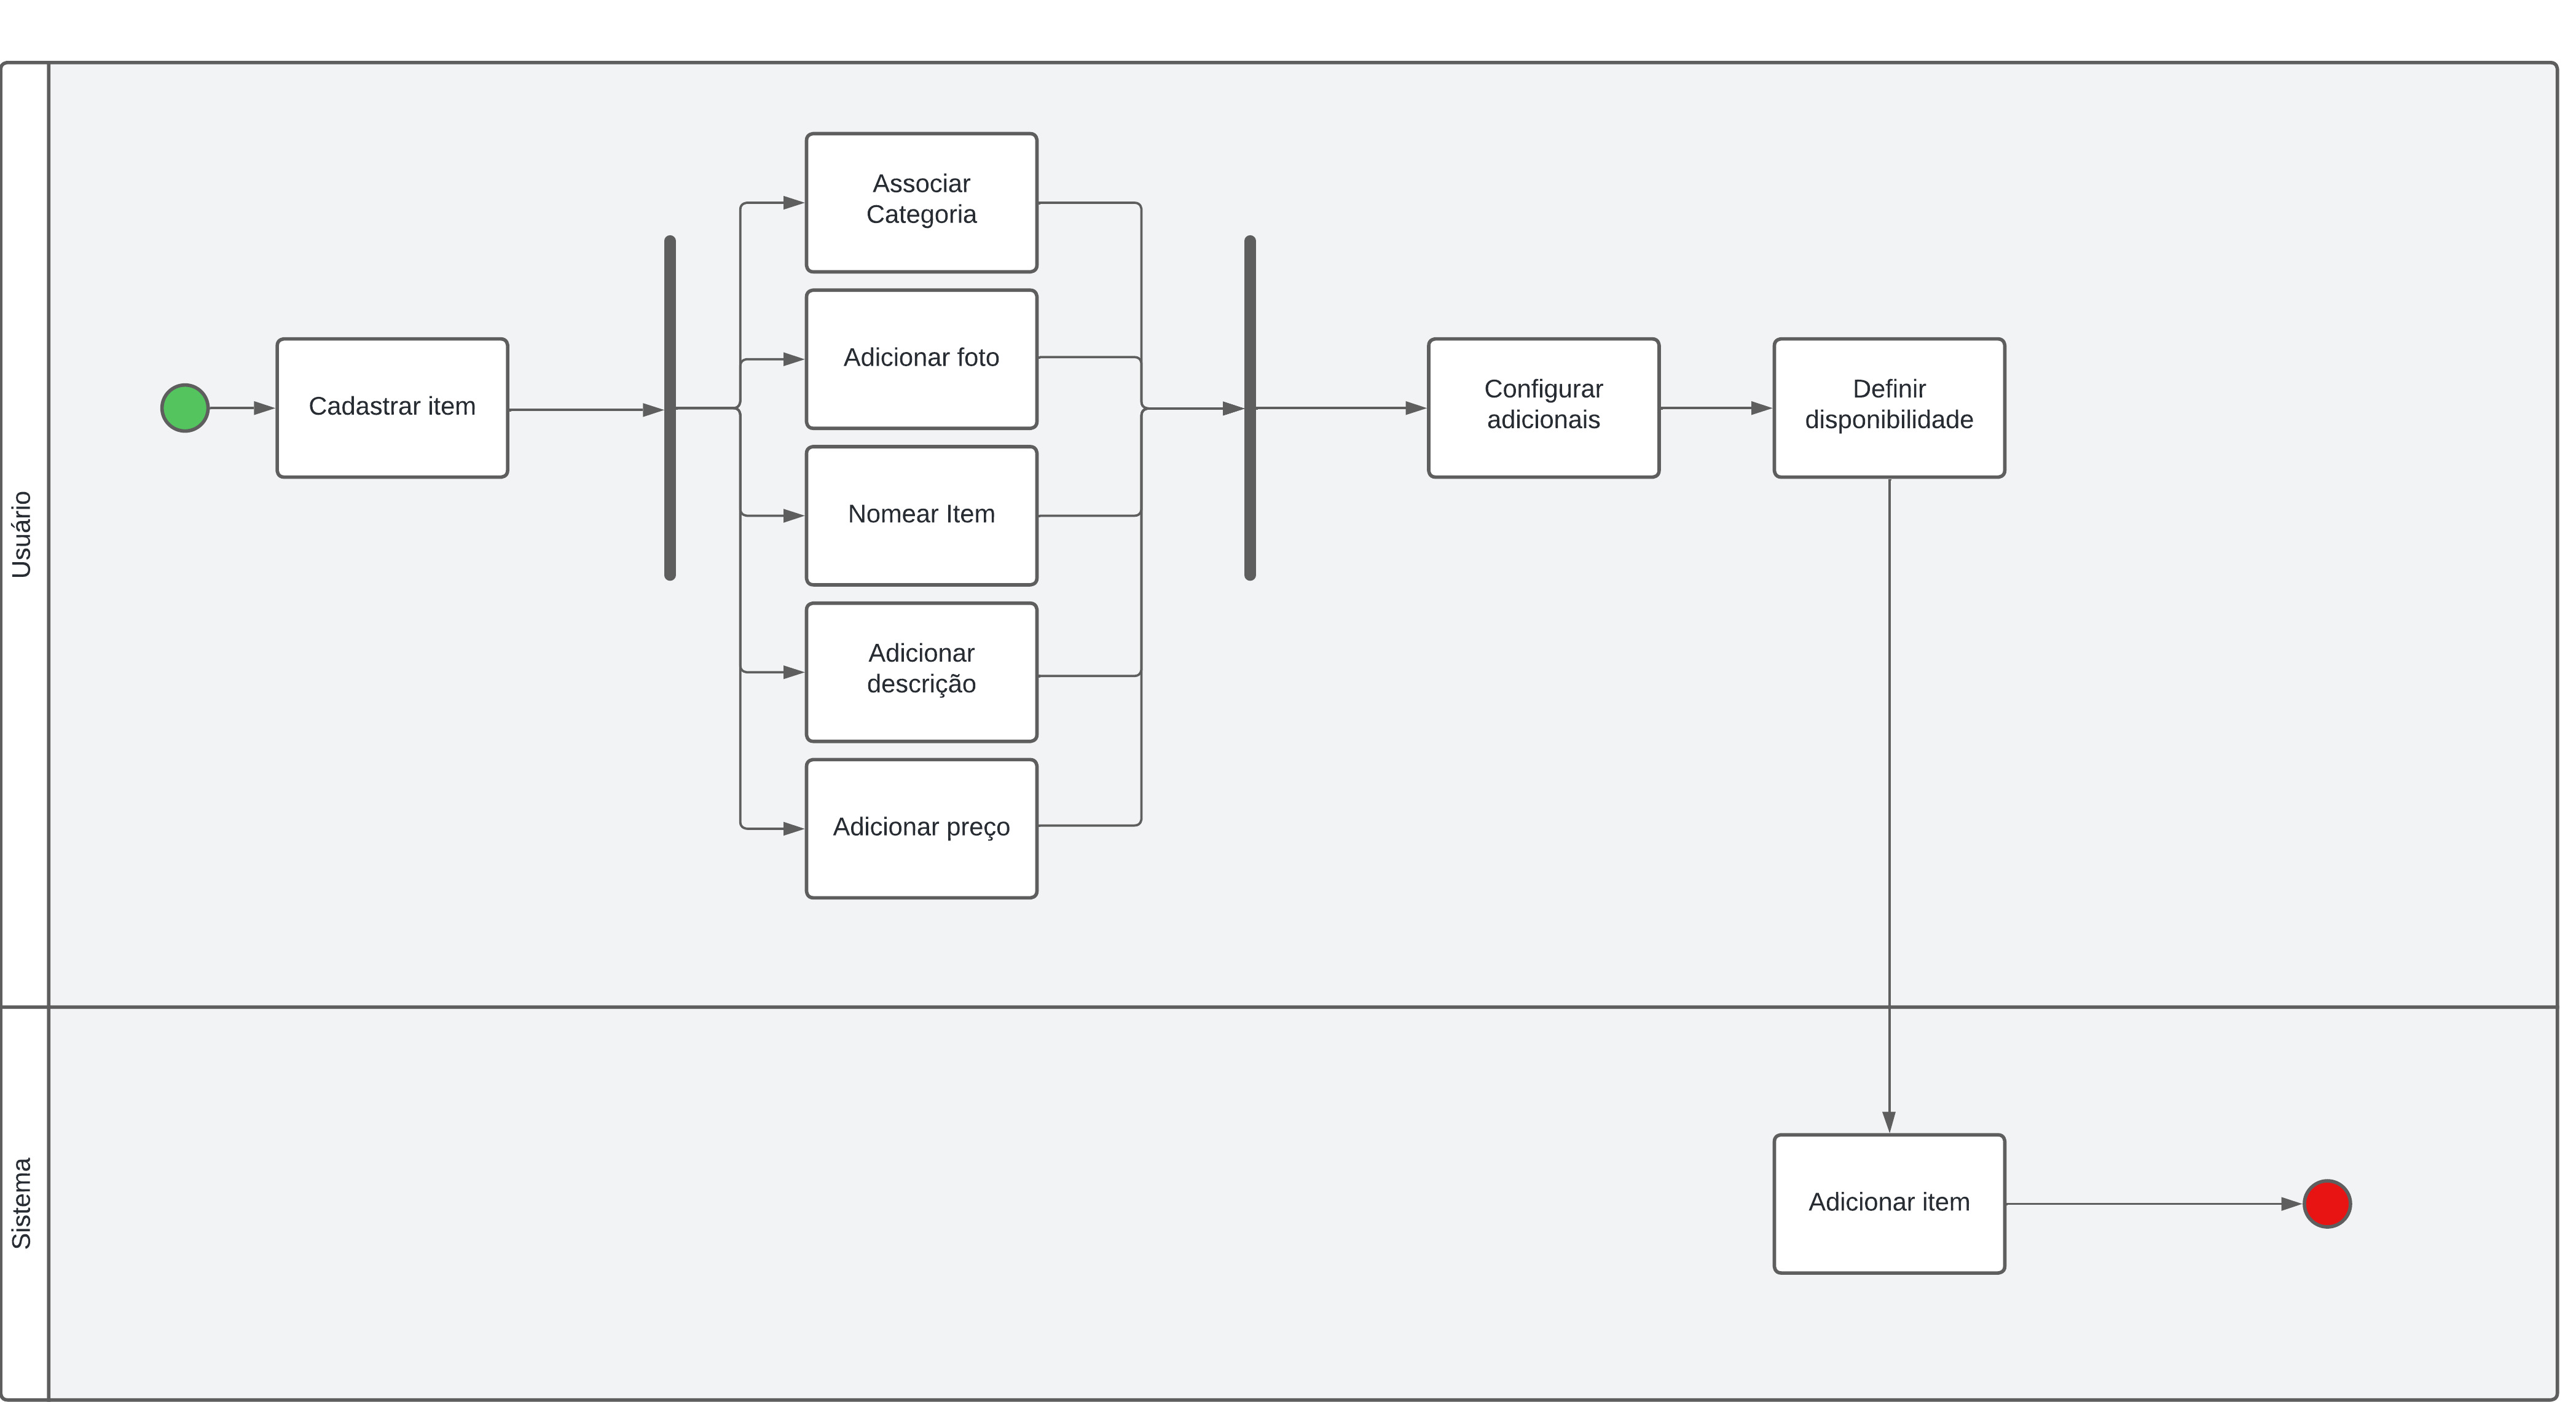 Usuário
Cadastrar item
Associar
Categoria
Adicionar foto
Nomear Item
Adicionar
descrição
Adicionar preço
Configurar
adicionais
Definir
disponibilidade
Sistema
Adicionar item